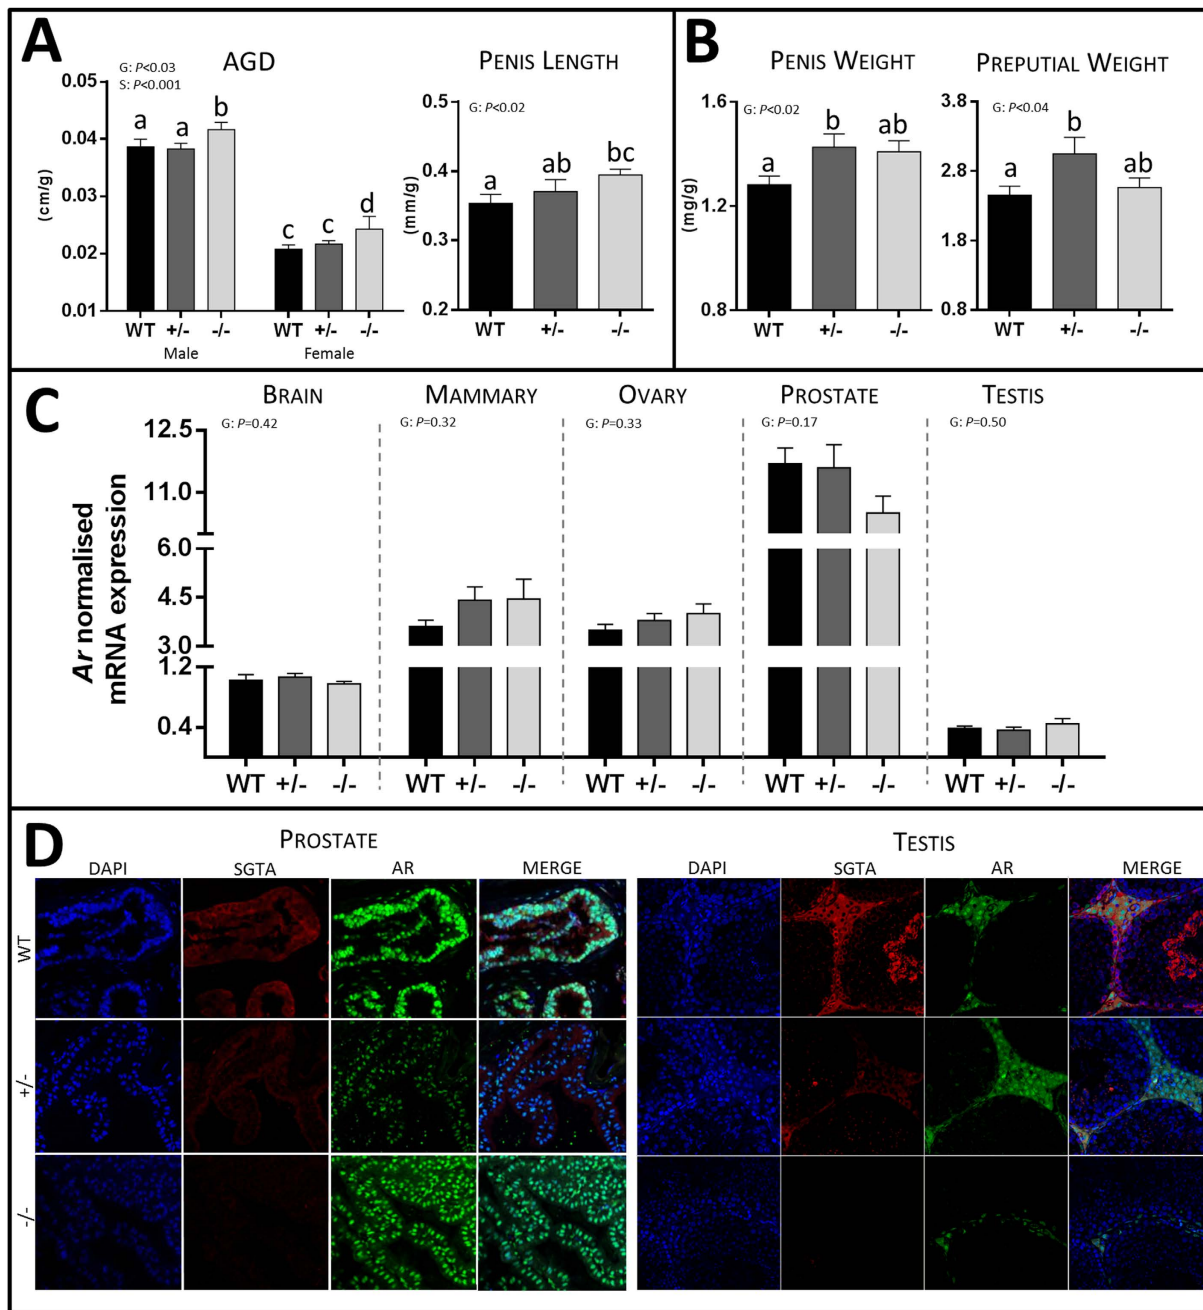 A
AGD
G: P<0.03
S: P<0.001
(cm/g)
0.05
0.04
0.03
0.02
0.01
a a b c c d
WT +/- -/- WT +/- -/-
Male Female
PENIS LENGTH
G: P<0.02
(mm/g)
0.5
0.4
0.3
0.2
a ab bc
WT +/- -/-
B
PENIS WEIGHT
G: P<0.02
(mg/g)
1.6
1.2
0.8
a b ab
WT +/- -/-
PREPUTIAL WEIGHT
G: P<0.04
3.8
2.8
1.8
0.8
a b ab
WT +/- -/-
C
BRAIN MAMMARY OVARY PROSTATE TESTIS
G: P=0.42 G: P=0.32 G: P=0.33 G: P=0.17 G: P=0.50
Ar normalised
mRNA expression
12.5
11.0
6.0
4.5
3.0
1.2
0.4
WT +/- -/- WT +/- -/- WT +/- -/- WT +/- -/- WT +/- -/-
D
PROSTATE TESTIS
DAPI SGTA AR MERGE DAPI SGTA AR MERGE
WT
+/-
-/-